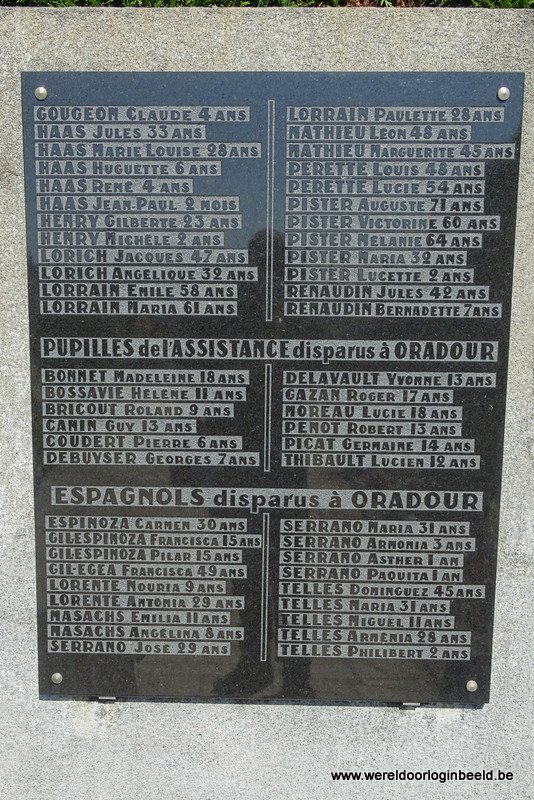 GOUGEON CLAUDE 4 ANS
HAAS JULES 33 ANS
HAAS MARIE LOUISE 28 ANS
HAAS HUGUETTE 6 ANS
HAAS RENÉ 4 ANS
HAAS JEAN.PAUL 2 MOIS
HENRY GILBERTE 23 ANS
HENRY MICHÈLE 2 ANS
LORICH JACQUES 47 ANS
LORICH ANGÉLIQUE 32 ANS
LORRAIN EMILE 58 ANS
LORRAIN MARIA 61 ANS
LORRAIN PAULETTE 28 ANS
MATHIEU LÉON 48 ANS
MATHIEU MARGUERITE 45 ANS
PERETTE LOUIS 48 ANS
PERETTE LUCIE 54 ANS
PISTER AUGUSTE 71 ANS
PISTER VICTORINE 60 ANS
PISTER MÉLANIE 64 ANS
PISTER MARIA 32 ANS
PISTER LUCETTE 2 ANS
RENAUDIN JULES 42 ANS
RENAUDIN BERNADETTE 7 ANS
PUPILLES de l'ASSISTANCE disparus à ORADOUR
BONNET MADELEINE 18 ANS
BOSSAVIE HÉLÈNE 11 ANS
BRICOUT ROLAND 9 ANS
CANIN GUY 13 ANS
COUDERT PIERRE 6 ANS
DEBUYSER GEORGES 7 ANS
DELAVAULT YVONNE 13 ANS
GAZAN ROGER 17 ANS
MOREAU LUCIE 18 ANS
PENOT ROBERT 13 ANS
PICAT GERMAINE 14 ANS
THIBAULT LUCIEN 12 ANS
ESPAGNOLS disparus à ORADOUR
ESPINOZA CARMEN 30 ANS
GILESPINOZA FRANCISCA 15 ANS
GILESPINOZA PILAR 15 ANS
GIL-EGEA FRANCISCA 49 ANS
LORENTE NOURIA 9 ANS
LORENTE ANTONIA 29 ANS
MASACHS EMILIA 11 ANS
MASACHS ANGÉLINA 8 ANS
SERRANO JOSÉ 29 ANS
SERRANO MARIA 31 ANS
SERRANO ARMONIA 3 ANS
SERRANO ASTHER 1 AN
SERRANO PAQUITA 1 AN
TELLES DOMINGUEZ 45 ANS
TELLES MARIA 31 ANS
TELLES MIGUEL 11 ANS
TELLES ARMÉNIA 28 ANS
TELLES PHILIBERT 2 ANS
www.wereldoorloginbeeld.be